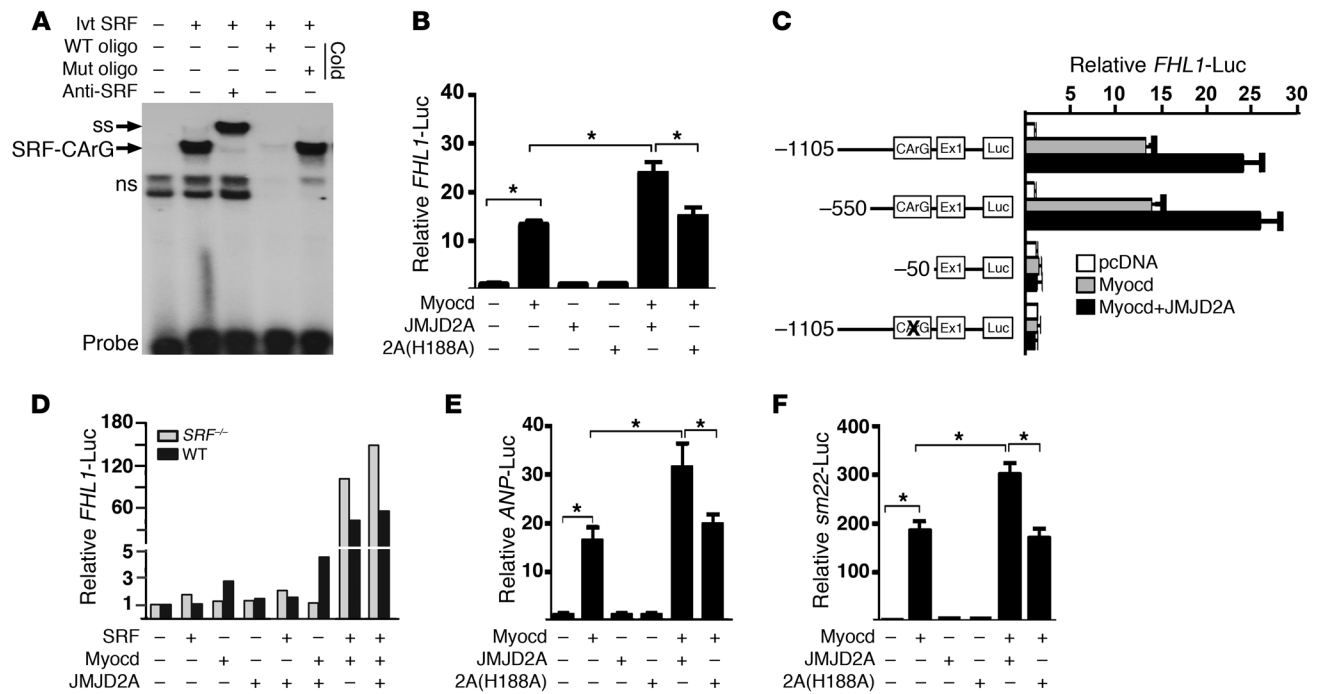 A
Ivt SRF – + + + +
WT oligo – – – + –
Mut oligo – – – – +
Cold
Anti-SRF – – + – –
ss
SRF-CArG
ns
Probe
B
Relative FHL1-Luc
40
30
20
10
Myocd – + – – + +
JMJD2A – – + – + –
2A(H188A) – – – + – +
* * *
C
Relative FHL1-Luc
5 10 15 20 25 30
–1105 CArG Ex1 Luc
–550 CArG Ex1 Luc
–50 Ex1 Luc
–1105 CArG X Ex1 Luc
pcDNA
Myocd
Myocd+JMJD2A
D
Relative FHL1-Luc
180
120
60
5
3
1
SRF–/–
WT
SRF – + – – + – + +
Myocd – – + – – + + +
JMJD2A – – – + + + – +
E
Relative ANP-Luc
40
30
20
10
* * *
Myocd – + – – + +
JMJD2A – – + – + –
2A(H188A) – – – + – +
F
Relative sm22-Luc
400
300
200
100
* * *
Myocd – + – – + +
JMJD2A – – + – + –
2A(H188A) – – – + – +